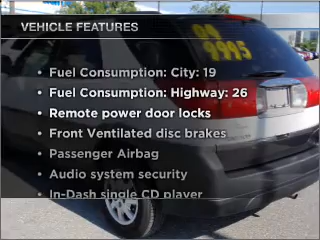 VEHICLE FEATURES
04
9995
• Fuel Consumption: City: 19
• Fuel Consumption: Highway: 26
• Remote power door locks
• Front Ventilated disc brakes
• Passenger Airbag
• Audio system security
• In-Dash single CD player